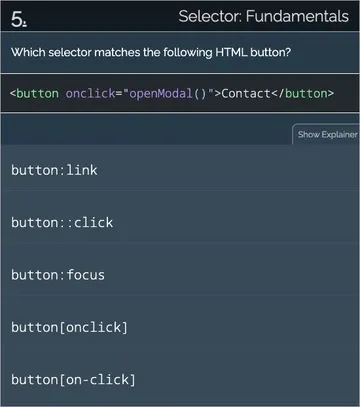 5.
Selector: Fundamentals
Which selector matches the following HTML button?
<button onclick="openModal()">Contact</button>
Show Explainer
button:link
button::click
button:focus
button[onclick]
button[on-click]